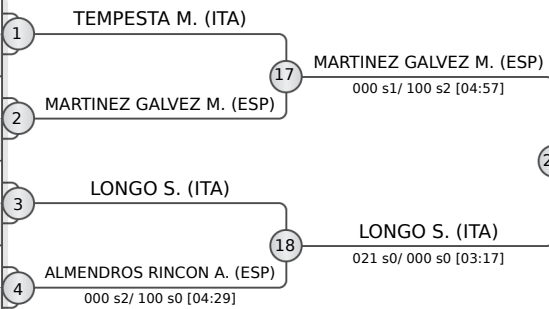 TEMPESTA M. (ITA)
1
17
MARTINEZ GALVEZ M. (ESP)
000 s1/ 100 s2 [04:57]
MARTINEZ GALVEZ M. (ESP)
2
LONGO S. (ITA)
3
18
LONGO S. (ITA)
021 s0/ 000 s0 [03:17]
ALMENDROS RINCON A. (ESP)
4
000 s2/ 100 s0 [04:29]